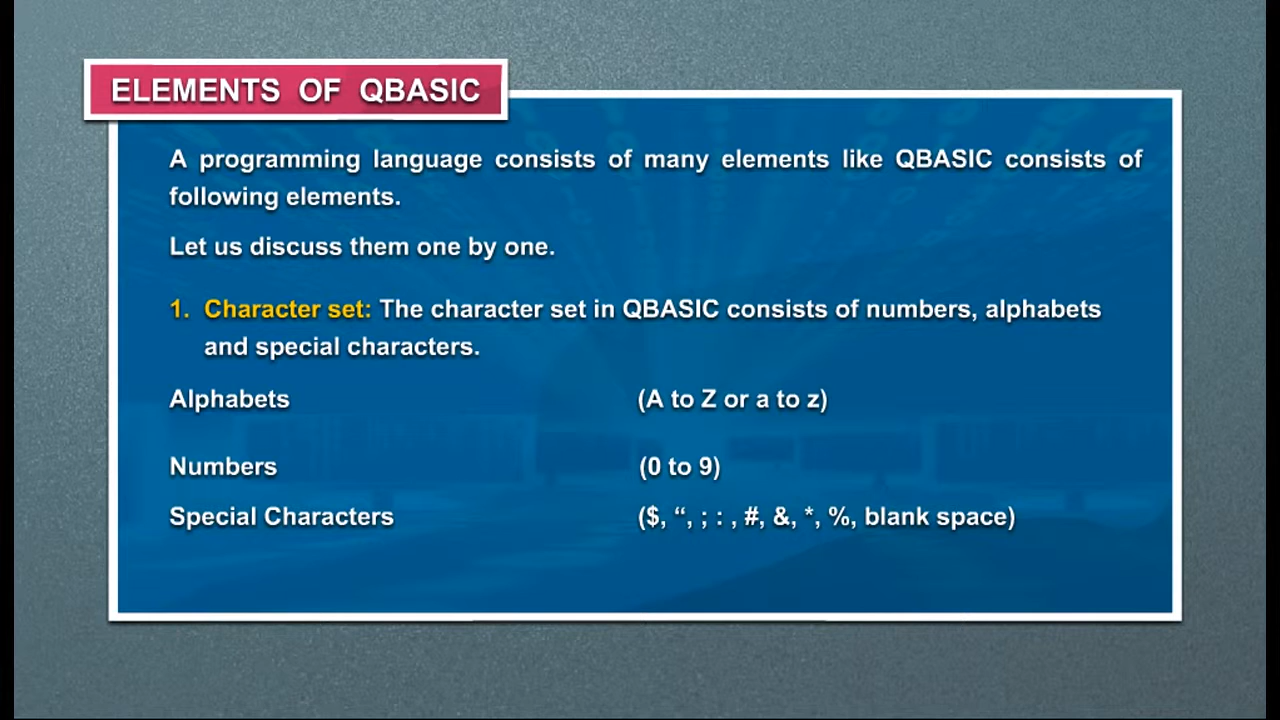 ELEMENTS OF QBASIC
A programming language consists of many elements like QBASIC consists of
following elements.
Let us discuss them one by one.
1. Character set: The character set in QBASIC consists of numbers, alphabets
and special characters.
Alphabets (A to Z or a to z)
Numbers (0 to 9)
Special Characters ($, “, ; : , #, &, *, %, blank space)